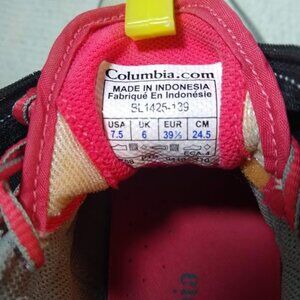 Columbia.com
MADE IN INDONESIA
Fabriqué En Indonésie
SL1425-139
USA UK EUR CM
7.5 6 39½ 24.5